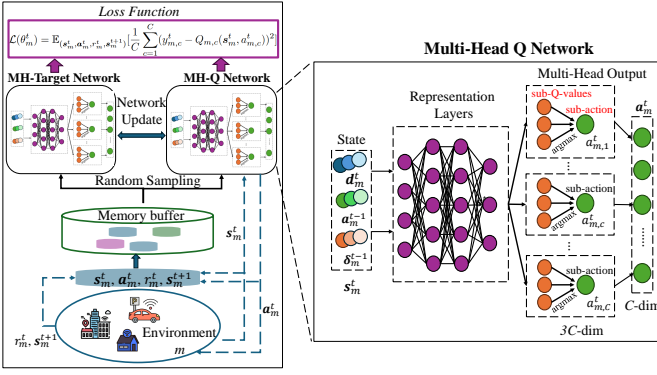 Loss Function
ℒ(θ_m^t) = 𝔼_(s_m^t, a_m^t, r_m^t, s_m^{t+1})[1/C ∑_{c=1}^{C} (y_{m,c}^t − Q_{m,c}(s_m^t, a_{m,c}^t))^2]
MH-Target Network
MH-Q Network
Network
Update
Random Sampling
Memory buffer
s_m^t
s_m^t, a_m^t, r_m^t, s_m^{t+1}
a_m^t
r_m^t, s_m^{t+1}
P
Environment
m
Multi-Head Q Network
State
d_m^t
a_m^{t-1}
δ_m^{t-1}
s_m^t
Representation
Layers
Multi-Head Output
sub-Q-values
sub-action
argmax
a_{m,1}^t
sub-action
argmax
a_{m,c}^t
sub-action
argmax
a_{m,C}^t
3C-dim
a_m^t
C-dim